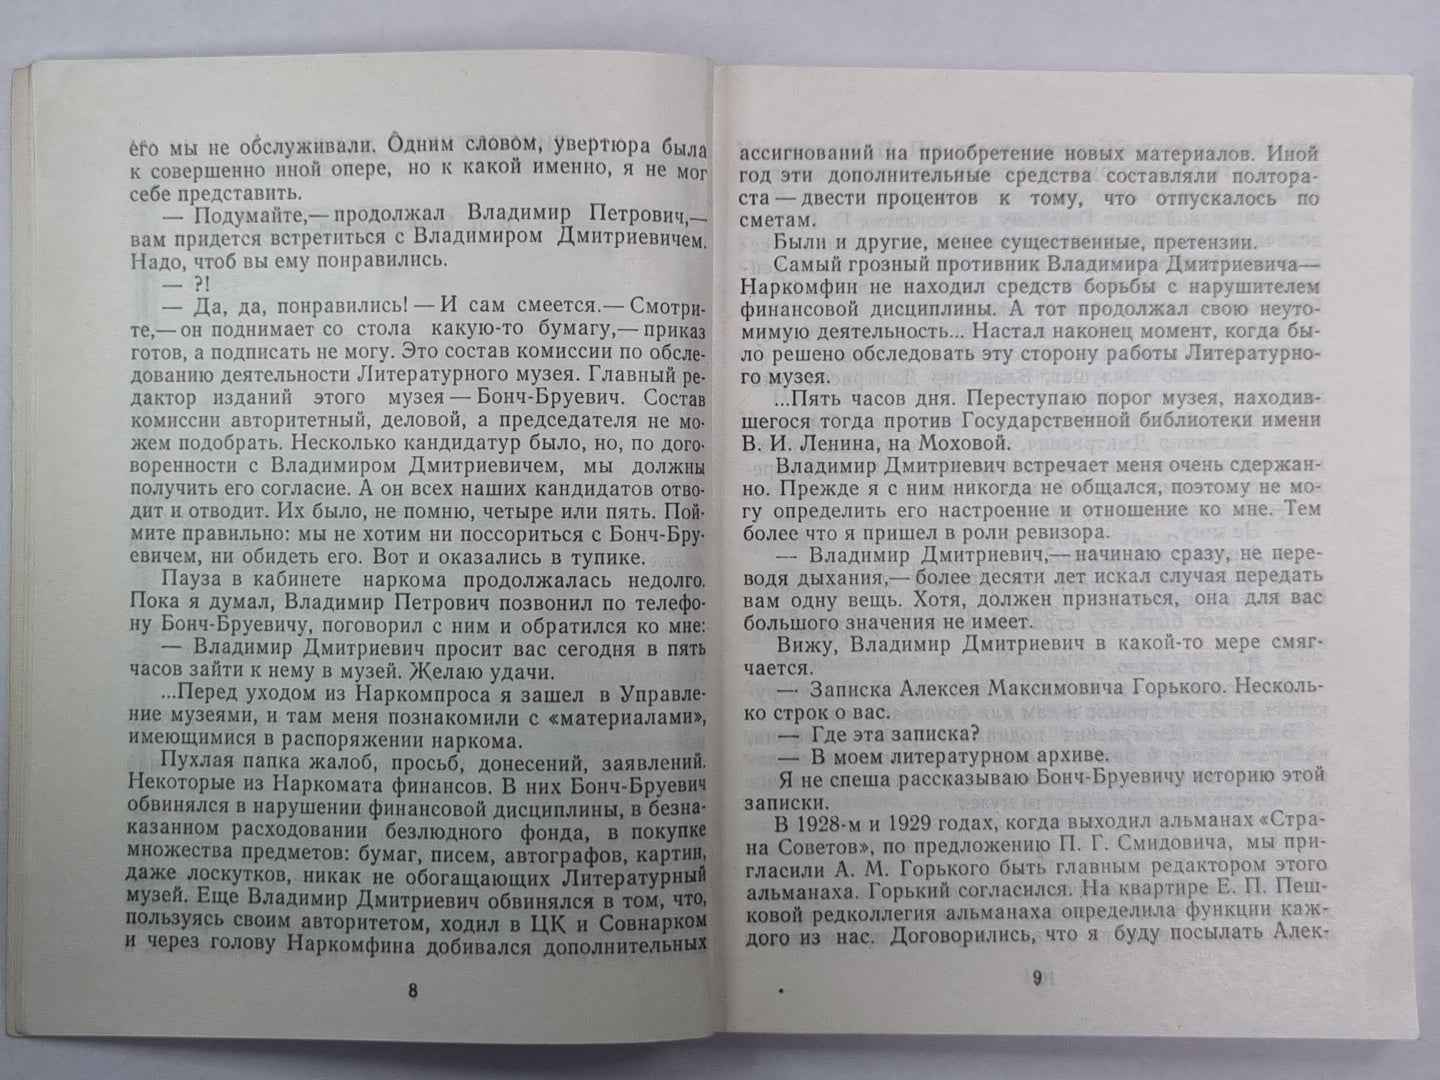 его мы не обслуживали. Одним словом, увертюра была
к совершенно иной опере, но к какой именно, я не мог
себе представить.
— Подумайте,— продолжал Владимир Петрович,—
вам придется встретиться с Владимиром Дмитриевичем.
Надо, чтоб вы ему понравились.
— ?!
— Да, да, понравились! — И сам смеется.— Смотри-
те,— он поднимает со стола какую-то бумагу,— приказ
готов, а подписать не могу. Это состав комиссии по обсле-
дованию деятельности Литературного музея. Главный ре-
дактор изданий этого музея — Бонч-Бруевич. Состав
комиссии авторитетный, деловой, а председателя не мо-
жем подобрать. Несколько кандидатур было, но, по дого-
воренности с Владимиром Дмитриевичем, мы должны
получить его согласие. А он всех наших кандидатов отво-
дит и отводит. Их было, не помню, четыре или пять. Пой-
мите правильно: мы не хотим ни поссориться с Бонч-Бру-
евичем, ни обидеть его. Вот и оказались в тупике.
Пауза в кабинете наркома продолжалась недолго.
Пока я думал, Владимир Петрович позвонил по телефо-
ну Бонч-Бруевичу, поговорил с ним и обратился ко мне:
— Владимир Дмитриевич просит вас сегодня в пять
часов зайти к нему в музей. Желаю удачи.
...Перед уходом из Наркомпроса я зашел в Управле-
ние музеями, и там меня познакомили с «материалами»,
имеющимися в распоряжении наркома.
Пухлая папка жалоб, просьб, донесений, заявлений.
Некоторые из Наркомата финансов. В них Бонч-Бруевич
обвинялся в нарушении финансовой дисциплины, в безна-
казанном расходовании безлюдного фонда, в покупке
множества предметов: бумаг, писем, автографов, картин,
даже лоскутков, никак не обогащающих Литературный
музей. Еще Владимир Дмитриевич обвинялся в том, что,
пользуясь своим авторитетом, ходил в ЦК и Совнарком
и через голову Наркомфина добивался дополнительных
8
ассигнований на приобретение новых материалов. Иной
год эти дополнительные средства составляли полтора-
ста — двести процентов к тому, что отпускалось по
сметам.
Были и другие, менее существенные, претензии.
Самый грозный противник Владимира Дмитриевича—
Наркомфин не находил средств борьбы с нарушителем
финансовой дисциплины. А тот продолжал свою неуто-
мимую деятельность... Настал наконец момент, когда бы-
ло решено обследовать эту сторону работы Литературно-
го музея.
...Пять часов дня. Переступаю порог музея, находив-
шегося тогда против Государственной библиотеки имени
В. И. Ленина, на Моховой.
Владимир Дмитриевич встречает меня очень сдержан-
но. Прежде я с ним никогда не общался, поэтому не мо-
гу определить его настроение и отношение ко мне. Тем
более что я пришел в роли ревизора.
— Владимир Дмитриевич,— начинаю сразу, не пере-
водя дыхания,— более десяти лет искал случая передать
вам одну вещь. Хотя, должен признаться, она для вас
большого значения не имеет.
Вижу, Владимир Дмитриевич в какой-то мере смяг-
чается.
— Записка Алексея Максимовича Горького. Несколь-
ко строк о вас.
— Где эта записка?
— В моем литературном архиве.
Я не спеша рассказываю Бонч-Бруевичу историю этой
записки.
В 1928-м и 1929 годах, когда выходил альманах «Стра-
на Советов», по предложению П. Г. Смидовича, мы при-
гласили А. М. Горького быть главным редактором этого
альманаха. Горький согласился. На квартире Е. П. Пеш-
ковой редколлегия альманаха определила функции каж-
дого из нас. Договорились, что я буду посылать Алек-
9